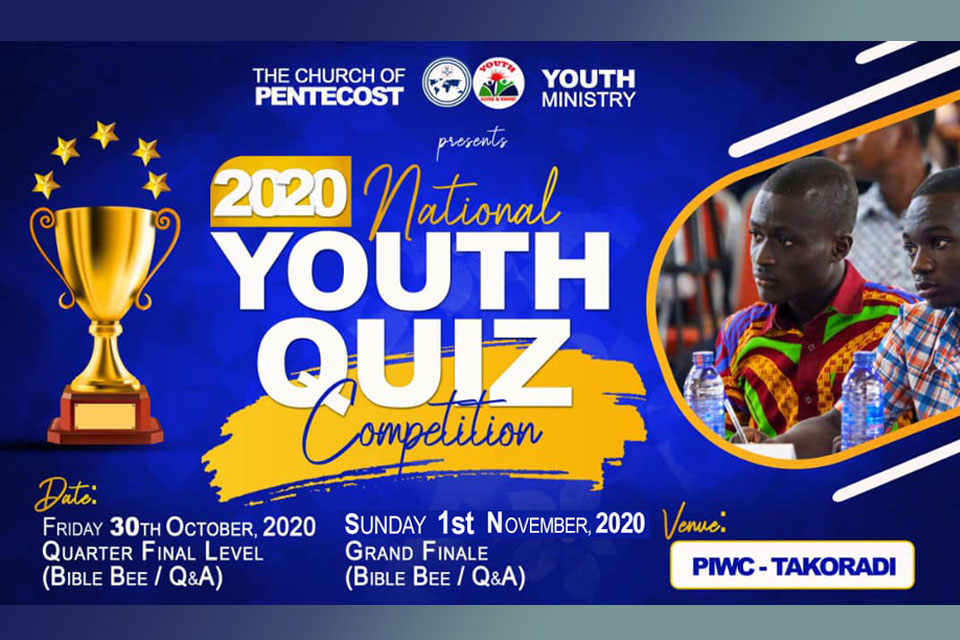 THE CHURCH OF
PENTECOST
YOUTH
YOUTH
MINISTRY
presents
2020 National
YOUTH
QUIZ
Competition
Date:
FRIDAY 30TH OCTOBER, 2020
QUARTER FINAL LEVEL
(BIBLE BEE / Q&A)
SUNDAY 1st NOVEMBER, 2020
GRAND FINALE
(BIBLE BEE / Q&A)
Venue:
PIWC - TAKORADI